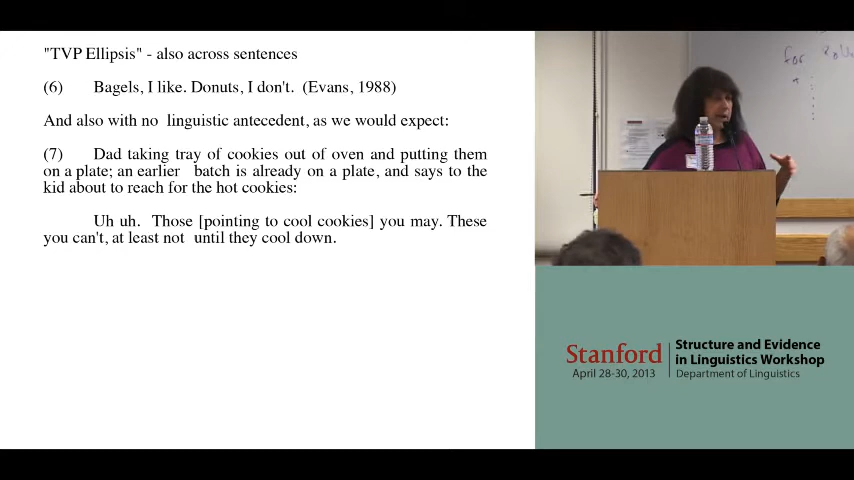 "TVP Ellipsis" - also across sentences
(6) Bagels, I like. Donuts, I don't. (Evans, 1988)
And also with no linguistic antecedent, as we would expect:
(7) Dad taking tray of cookies out of oven and putting them
on a plate; an earlier batch is already on a plate, and says to the
kid about to reach for the hot cookies:
Uh uh. Those [pointing to cool cookies] you may. These
you can't, at least not until they cool down.
for
Stanford
April 28-30, 2013
Structure and Evidence
in Linguistics Workshop
Department of Linguistics